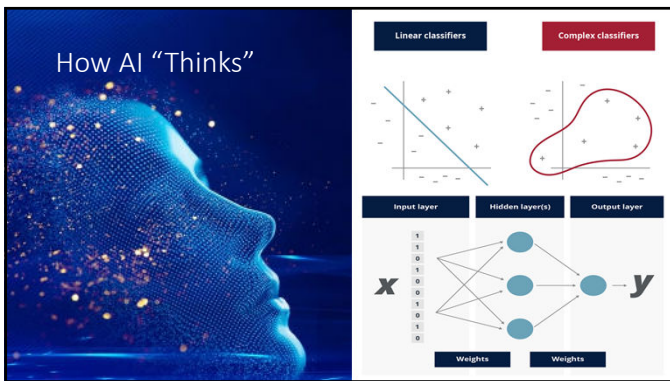 How AI “Thinks”
Linear classifiers
Complex classifiers
Input layer
Hidden layer(s)
Output layer
x
1
1
0
1
0
0
1
0
1
0
y
Weights
Weights